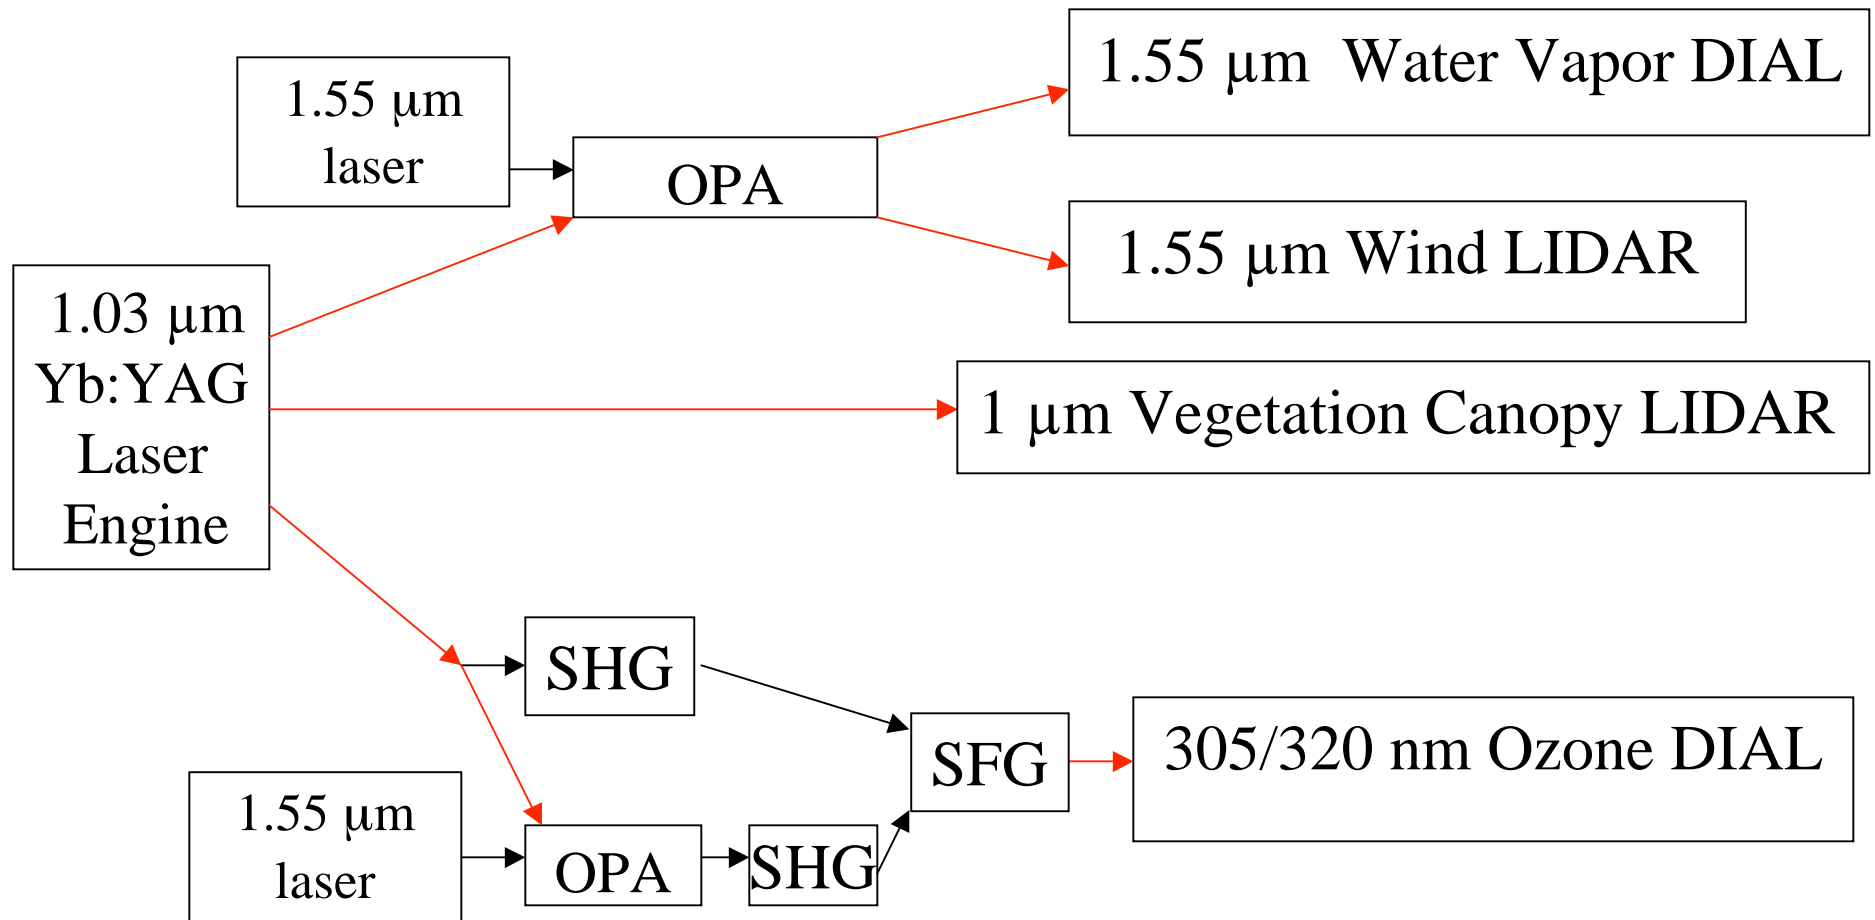 1.55 µm Water Vapor DIAL
1.55 µm
laser
OPA
1.55 µm Wind LIDAR
1.03 µm
Yb:YAG
Laser
Engine
1 µm Vegetation Canopy LIDAR
SHG
SFG
305/320 nm Ozone DIAL
1.55 µm
laser
OPA
SHG